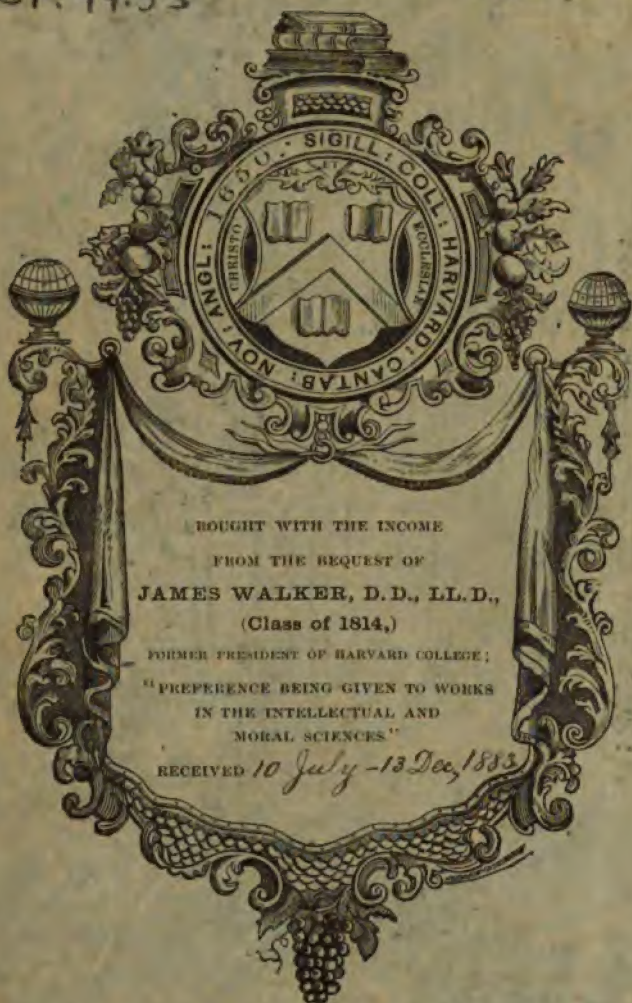 SIGILL: COLL: HARVARD: CANTAB: NOV: ANGL: 1650.
CHRISTO
ET
ECCLESIAE
BOUGHT WITH THE INCOME
FROM THE BEQUEST OF
JAMES WALKER, D.D., LL.D.,
(Class of 1814,)
FORMER PRESIDENT OF HARVARD COLLEGE;
"PREFERENCE BEING GIVEN TO WORKS
IN THE INTELLECTUAL AND
MORAL SCIENCES."
RECEIVED 10 July - 13 Dec, 1883